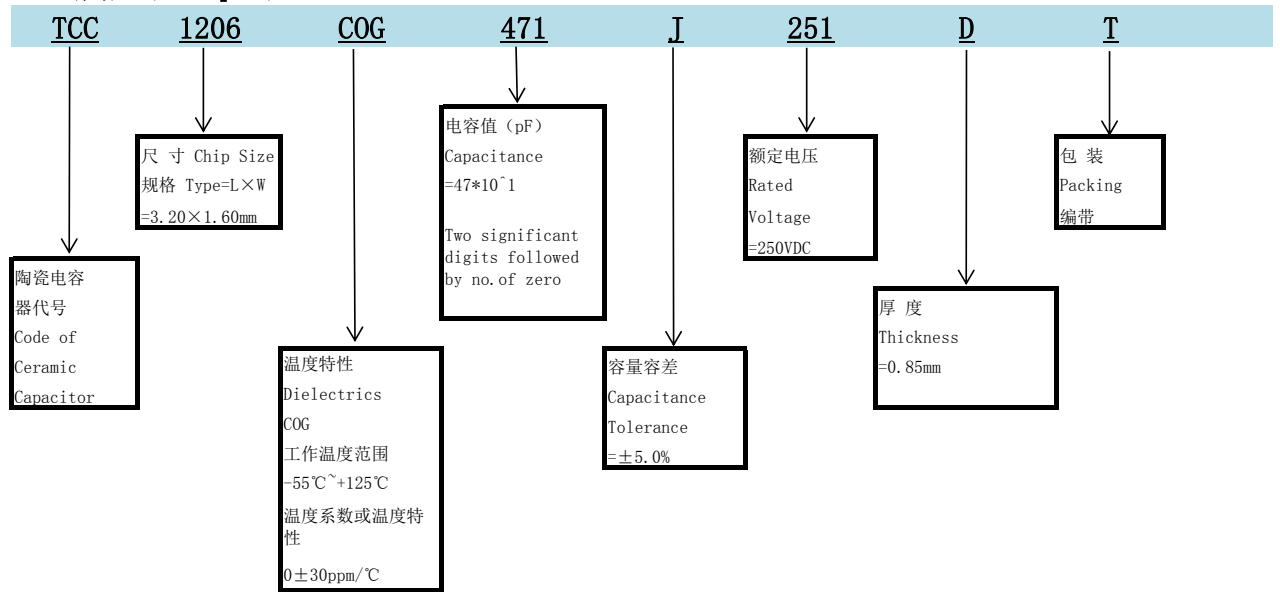 TCC 1206 COG 471 J 251 D T
陶瓷电容
器代号
Code of
Ceramic
Capacitor
尺 寸 Chip Size
规格 Type=L×W
=3.20×1.60mm
温度特性
Dielectrics
COG
工作温度范围
-55℃~+125℃
温度系数或温度特
性
0±30ppm/℃
电容值（pF）
Capacitance
=47*10^1
Two significant
digits followed
by no.of zero
容量容差
Capacitance
Tolerance
=±5.0%
额定电压
Rated
Voltage
=250VDC
厚 度
Thickness
=0.85mm
包 装
Packing
编带